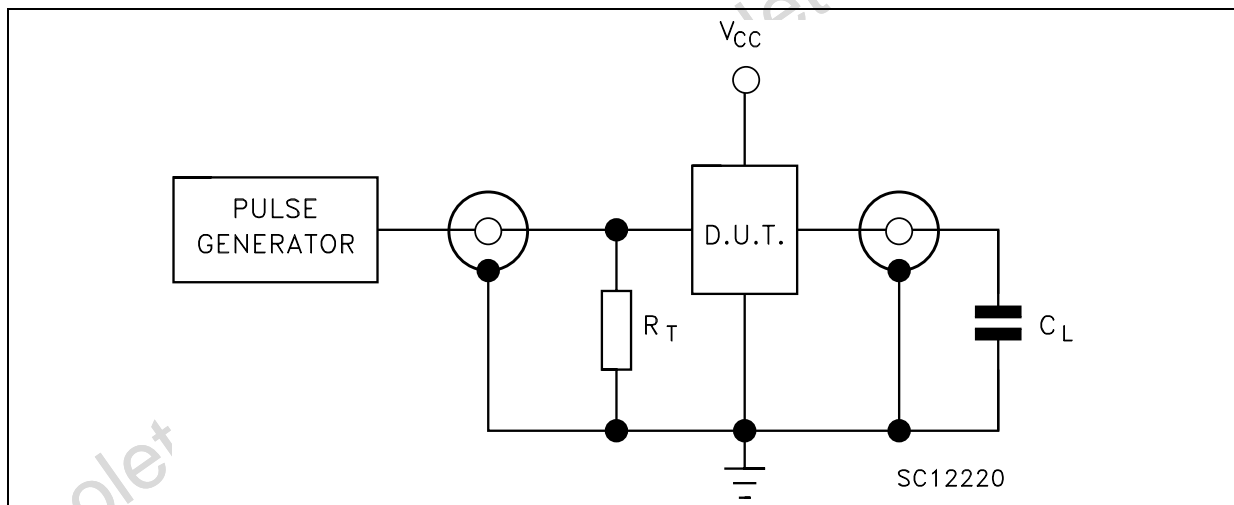 VCC
PULSE
GENERATOR
D.U.T.
RT
CL
SC12220